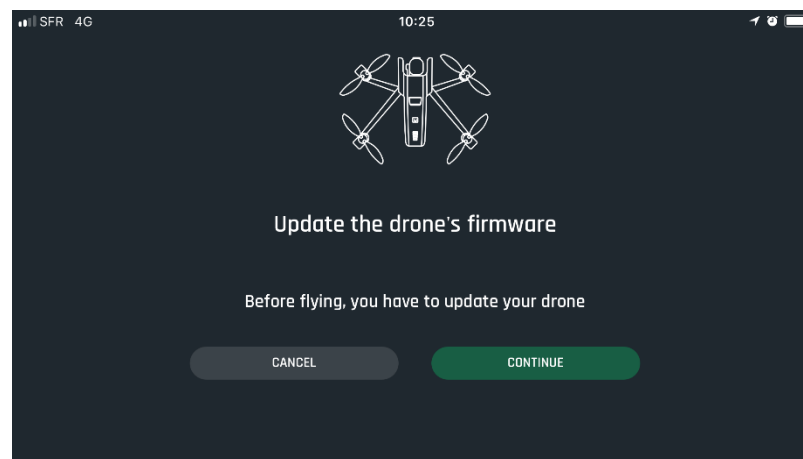 SFR 4G 10:25
Update the drone's firmware
Before flying, you have to update your drone
CANCEL CONTINUE